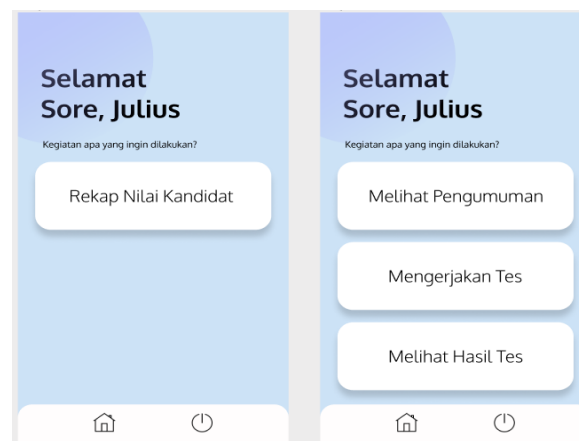 Selamat
Sore, Julius
Kegiatan apa yang ingin dilakukan?
Rekap Nilai Kandidat
Selamat
Sore, Julius
Kegiatan apa yang ingin dilakukan?
Melihat Pengumuman
Mengerjakan Tes
Melihat Hasil Tes